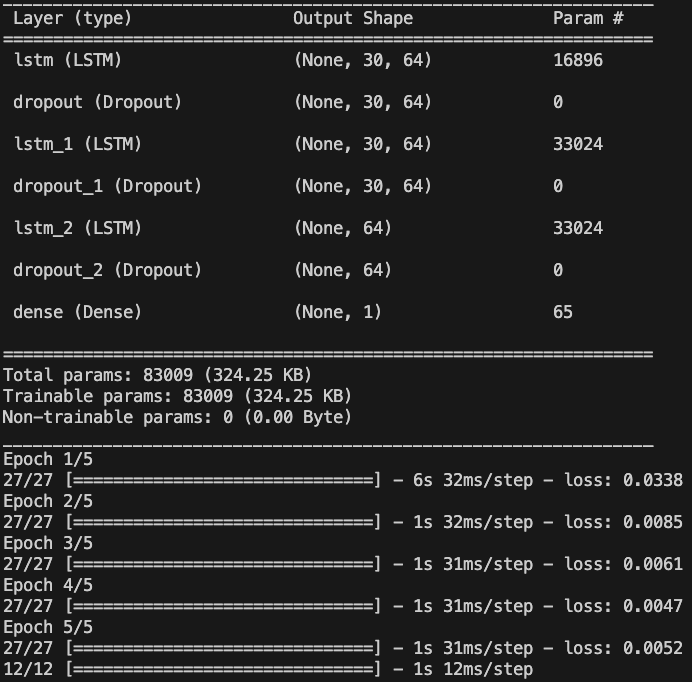 Layer (type) Output Shape Param #
=================================================================
lstm (LSTM) (None, 30, 64) 16896
dropout (Dropout) (None, 30, 64) 0
lstm_1 (LSTM) (None, 30, 64) 33024
dropout_1 (Dropout) (None, 30, 64) 0
lstm_2 (LSTM) (None, 64) 33024
dropout_2 (Dropout) (None, 64) 0
dense (Dense) (None, 1) 65
=================================================================
Total params: 83009 (324.25 KB)
Trainable params: 83009 (324.25 KB)
Non-trainable params: 0 (0.00 Byte)
_________________________________________________________________
Epoch 1/5
27/27 [==============================] - 6s 32ms/step - loss: 0.0338
Epoch 2/5
27/27 [==============================] - 1s 32ms/step - loss: 0.0085
Epoch 3/5
27/27 [==============================] - 1s 31ms/step - loss: 0.0061
Epoch 4/5
27/27 [==============================] - 1s 31ms/step - loss: 0.0047
Epoch 5/5
27/27 [==============================] - 1s 31ms/step - loss: 0.0052
12/12 [==============================] - 1s 12ms/step